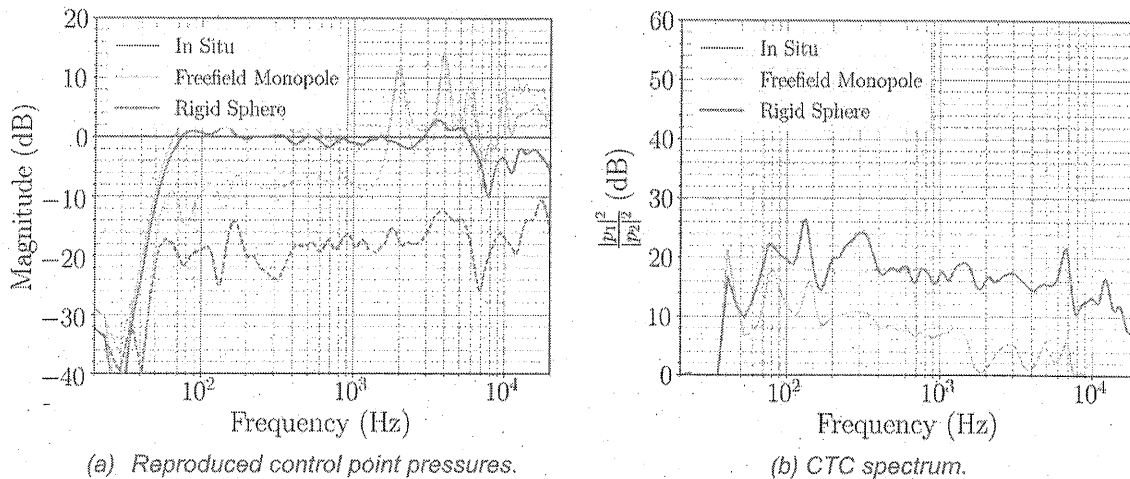 20
10
0
−10
−20
−30
−40
Magnitude (dB)
In Situ
Freefield Monopole
Rigid Sphere
10² 10³ 10⁴
Frequency (Hz)
(a) Reproduced control point pressures.
60
50
40
30
20
10
0
|p₁|²/|p₂|² (dB)
In Situ
Freefield Monopole
Rigid Sphere
10² 10³ 10⁴
Frequency (Hz)
(b) CTC spectrum.